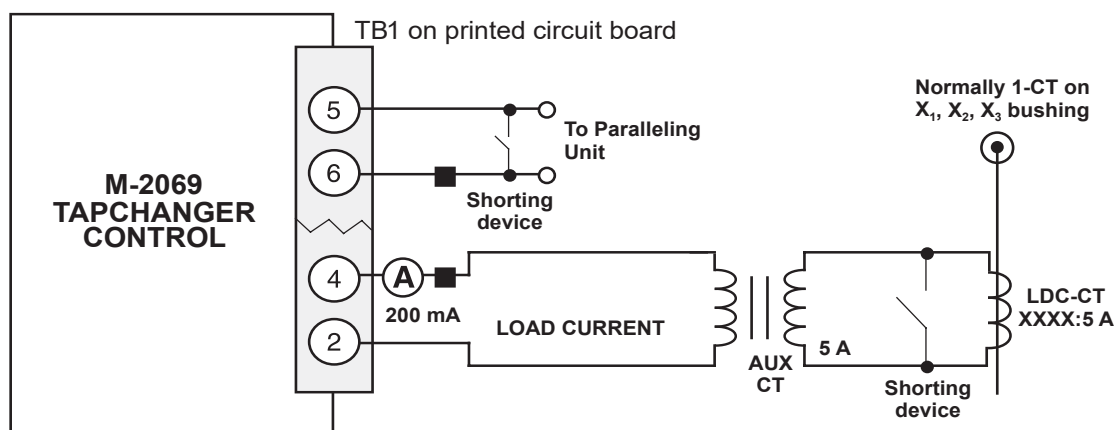 TB1 on printed circuit board
5
To Paralleling
Unit
6
Shorting
device
M-2069
TAPCHANGER
CONTROL
Normally 1-CT on
X₁, X₂, X₃ bushing
4
A
200 mA
2
LOAD CURRENT
AUX
CT
5 A
Shorting
device
LDC-CT
XXXX:5 A